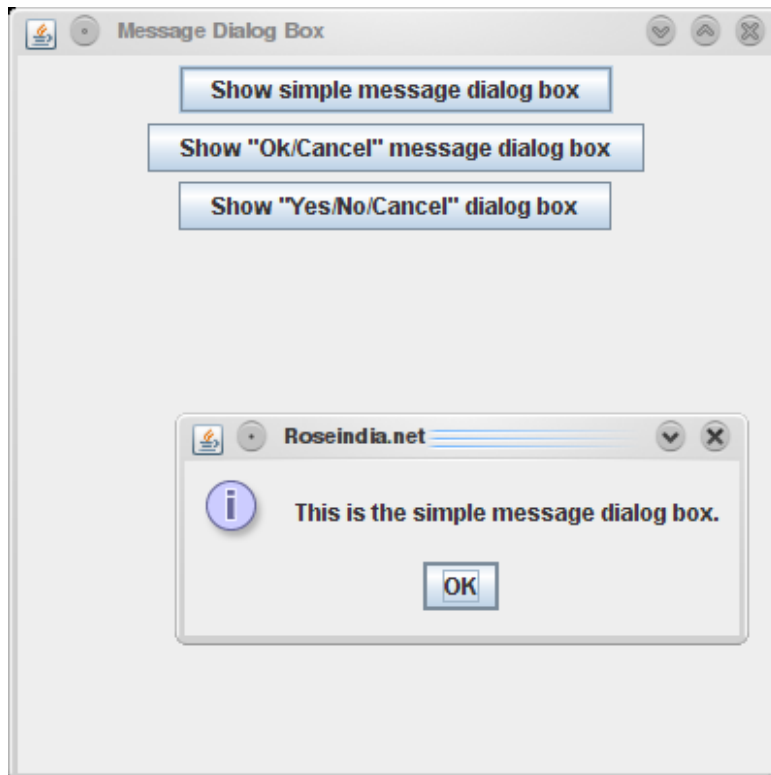 Message Dialog Box
Show simple message dialog box
Show "Ok/Cancel" message dialog box
Show "Yes/No/Cancel" dialog box
Roseindia.net
i
This is the simple message dialog box.
OK